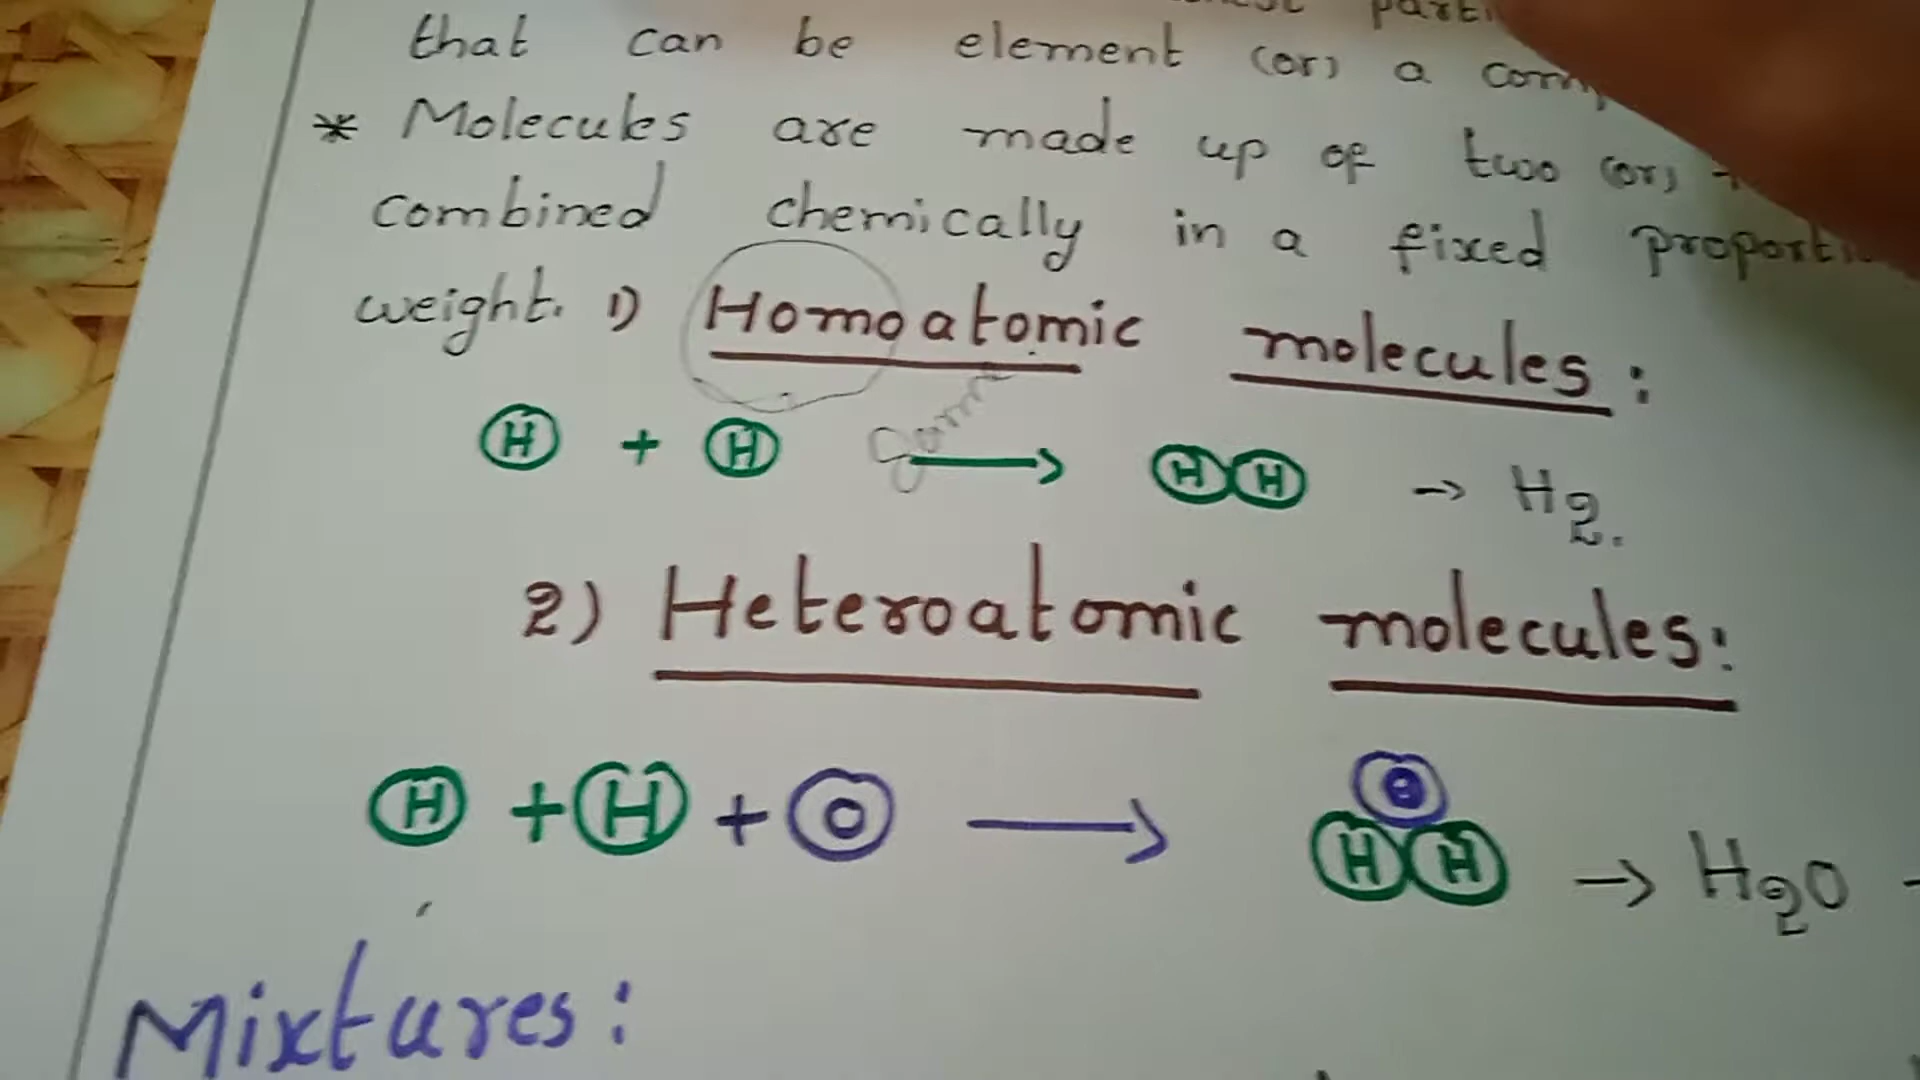 that can be element (or) a
* Molecules are made up of two (or)
combined chemically in a fixed
weight. 1) Homoatomic molecules:
Same
H + H → HH → H2.
2) Heteroatomic molecules:
H + H + O → O HH → H2O
Mixtures: